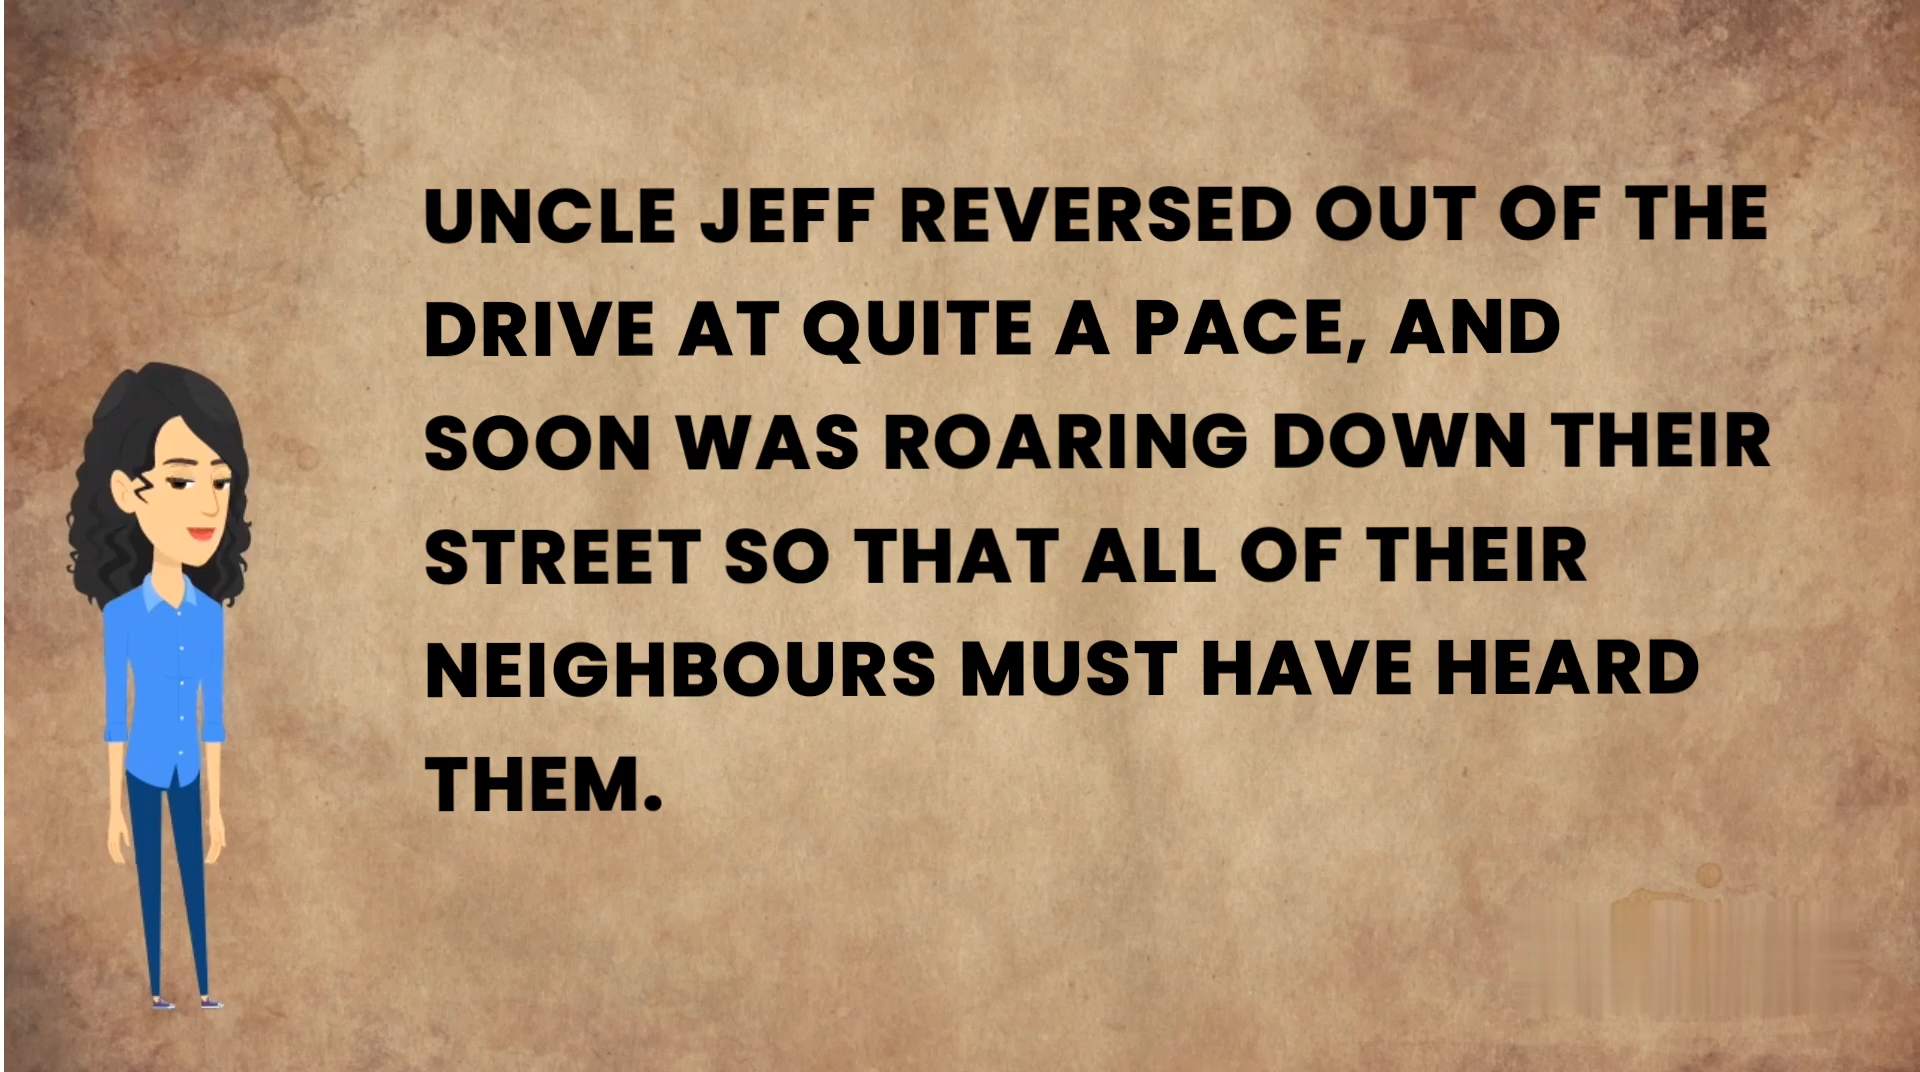 UNCLE JEFF REVERSED OUT OF THE
DRIVE AT QUITE A PACE, AND
SOON WAS ROARING DOWN THEIR
STREET SO THAT ALL OF THEIR
NEIGHBOURS MUST HAVE HEARD
THEM.